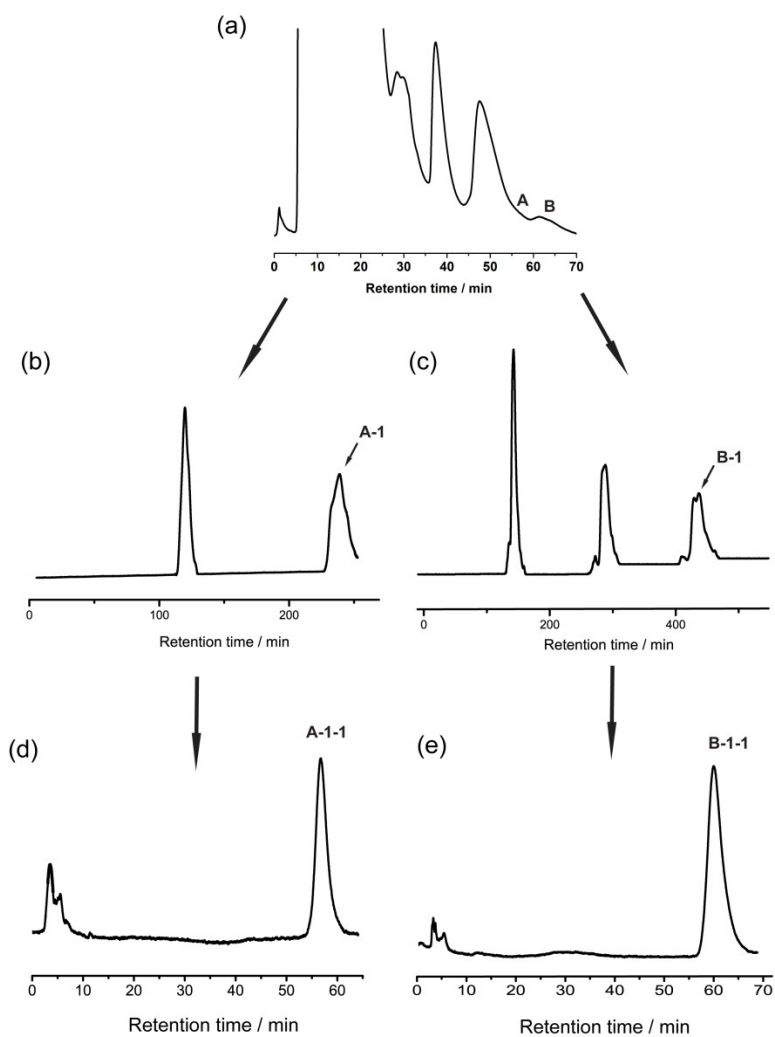 (a)
A
B
0 10 20 30 40 50 60 70
Retention time / min
(b)
A-1
0 100 200
Retention time / min
(c)
B-1
0 200 400
Retention time / min
(d)
A-1-1
0 10 20 30 40 50 60
Retention time / min
(e)
B-1-1
0 10 20 30 40 50 60 70
Retention time / min